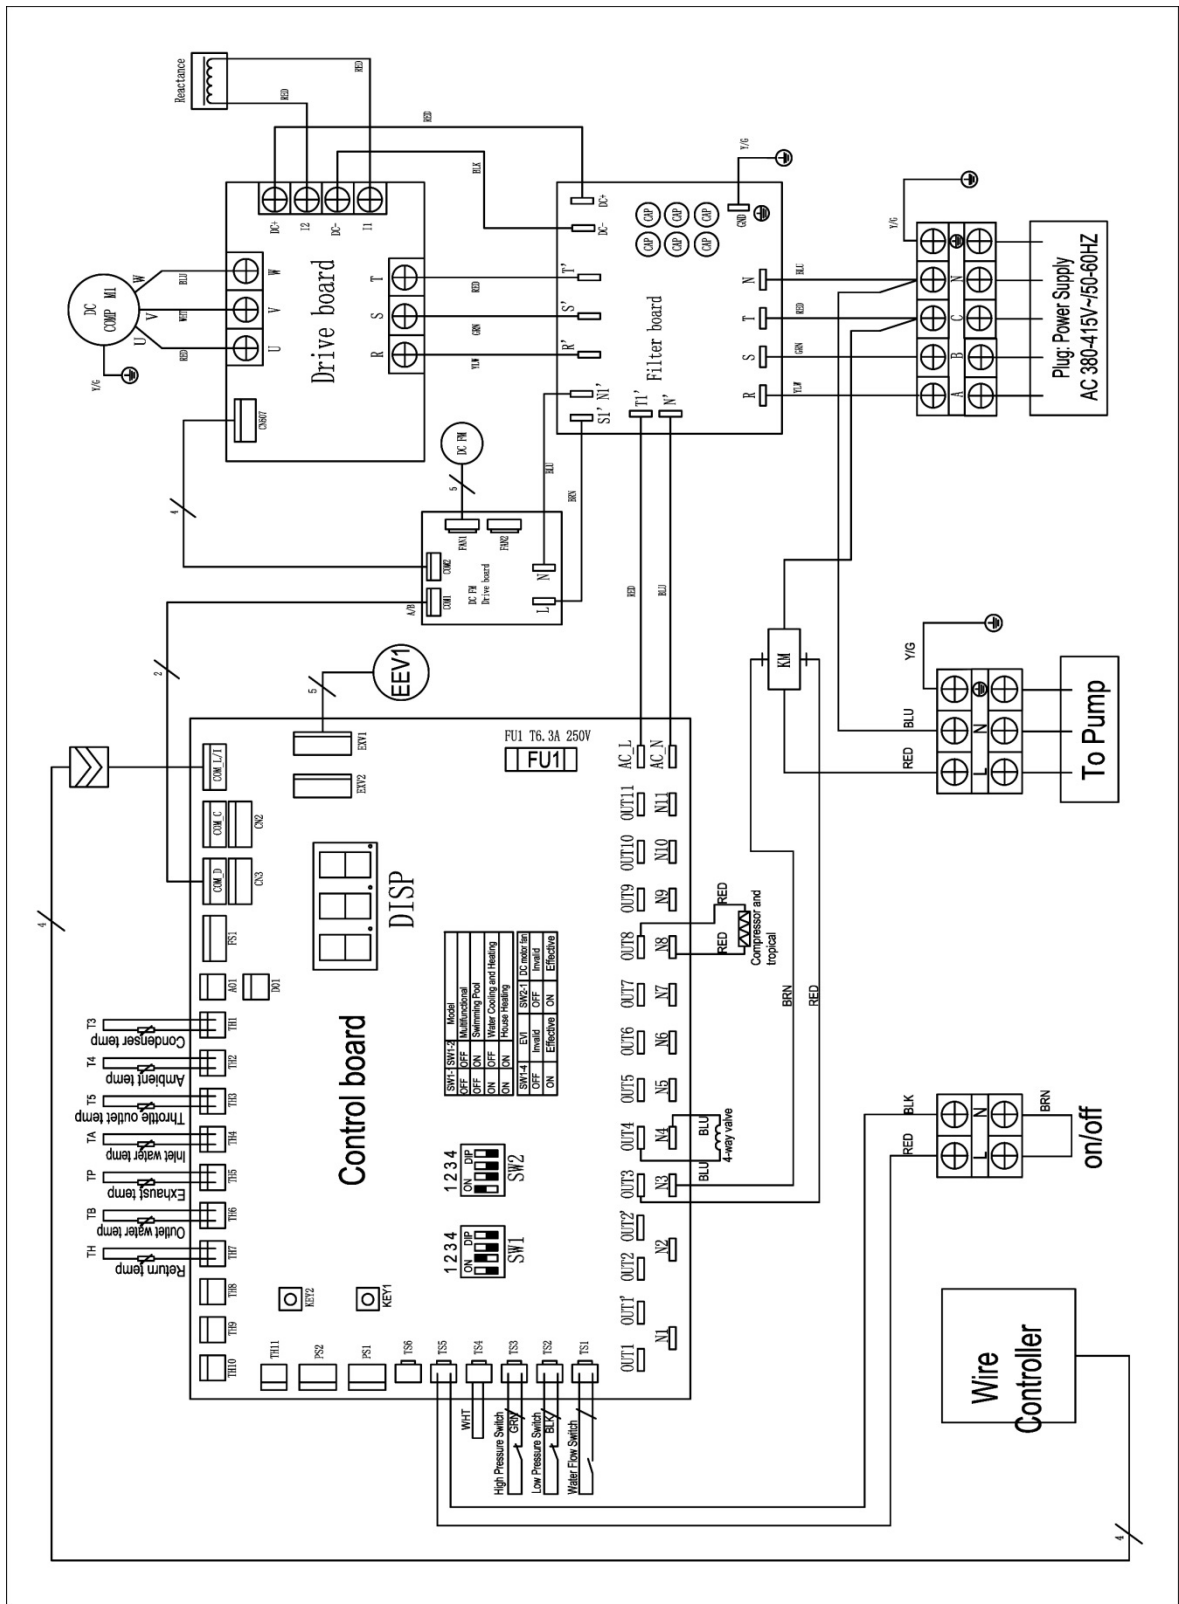 Reactance
RED
RED
RED
BLK
DC+
I2
DC-
I1
Drive board
W
V
U
T
S
R
CN807
DC
COMP M1
W
V
U
BLU
WHT
RED
Y/G
RED
GRN
YLW
T'
S'
R'
DC+
DC-
CAP
CAP
CAP
CAP
CAP
CAP
GND
Y/G
Filter board
N
T
S
R
N1'
S1'
T1'
N'
BLU
RED
GRN
YLW
Y/G
N
C
B
A
Plug: Power Supply
AC 380-415V~/50-60HZ
DC FM
5
4
FAN1
FAN2
COM2
COM1
A/B
DC FM
Drive board
N
L
BLU
BRN
RED
BLU
2
5
EEV1
KM
Y/G
BLU
RED
N
L
To Pump
4
COM_L/I
COM_C
CN2
COM_D
CN3
FS1
AO1
DO1
EXV1
EXV2
FU1 T6.3A 250V
FU1
DISP
Control board
SW1-1 SW1-2 Model
OFF OFF Multifunctional
OFF ON Swimming Pool
ON OFF Water Cooling and Heating
ON ON House Heating
SW1-4 EVI SW2-1 DC motor fan
OFF Invalid OFF Invalid
ON Effective ON Effective
1 2 3 4
ON DIP
SW2
1 2 3 4
ON DIP
SW1
KEY2
KEY1
T3
Condenser temp
TH1
T4
Ambient temp
TH2
T5
Throttle outlet temp
TH3
TA
Inlet water temp
TH4
TP
Exhaust temp
TH5
TB
Outlet water temp
TH6
TH
Return temp
TH7
TH8
TH9
TH10
TH11
PS2
PS1
TS6
TS5
TS4
TS3
TS2
TS1
WHT
High Pressure Switch
GRN
Low Pressure Switch
BLK
Water Flow Switch
AC_L
AC_N
OUT11
N11
OUT10
N10
OUT9
N9
OUT8
N8
OUT7
N7
OUT6
N6
OUT5
N5
OUT4
N4
OUT3
N3
OUT2'
OUT2
N2
OUT1'
OUT1
N1
RED
RED
Compressor and
tropical
BLU
BLU
4-way valve
BRN
RED
BLK
RED
N
L
BRN
on/off
Wire
Controller
4